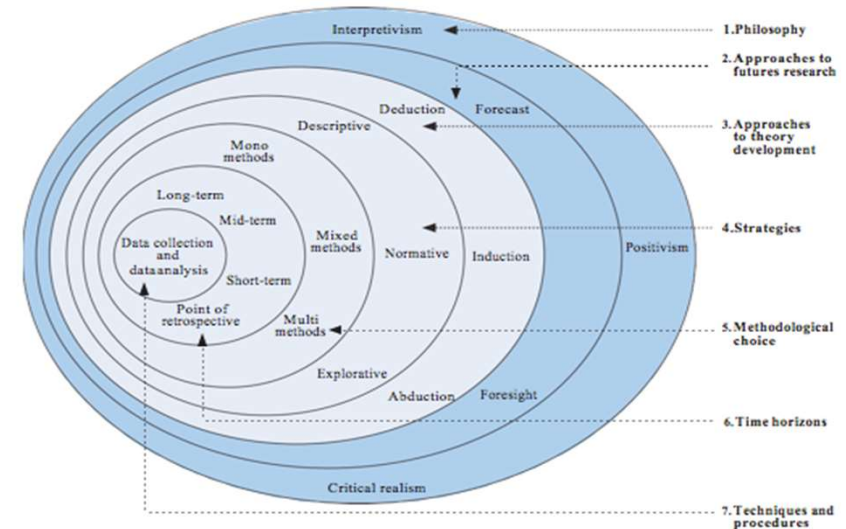 Interpretivism
1.Philosophy
2.Approaches to
futures research
Deduction
Forecast
Descriptive
3.Approaches
to theory
development
Mono
methods
Long-term
Mid-term
4.Strategies
Data collection
and
dataanalysis
Mixed
methods
Normative
Induction
Positivism
Short-term
Point of
retrospective
Multi
methods
5.Methodological
choice
Explorative
Abduction
Foresight
6.Time horizons
Critical realism
7.Techniques and
procedures